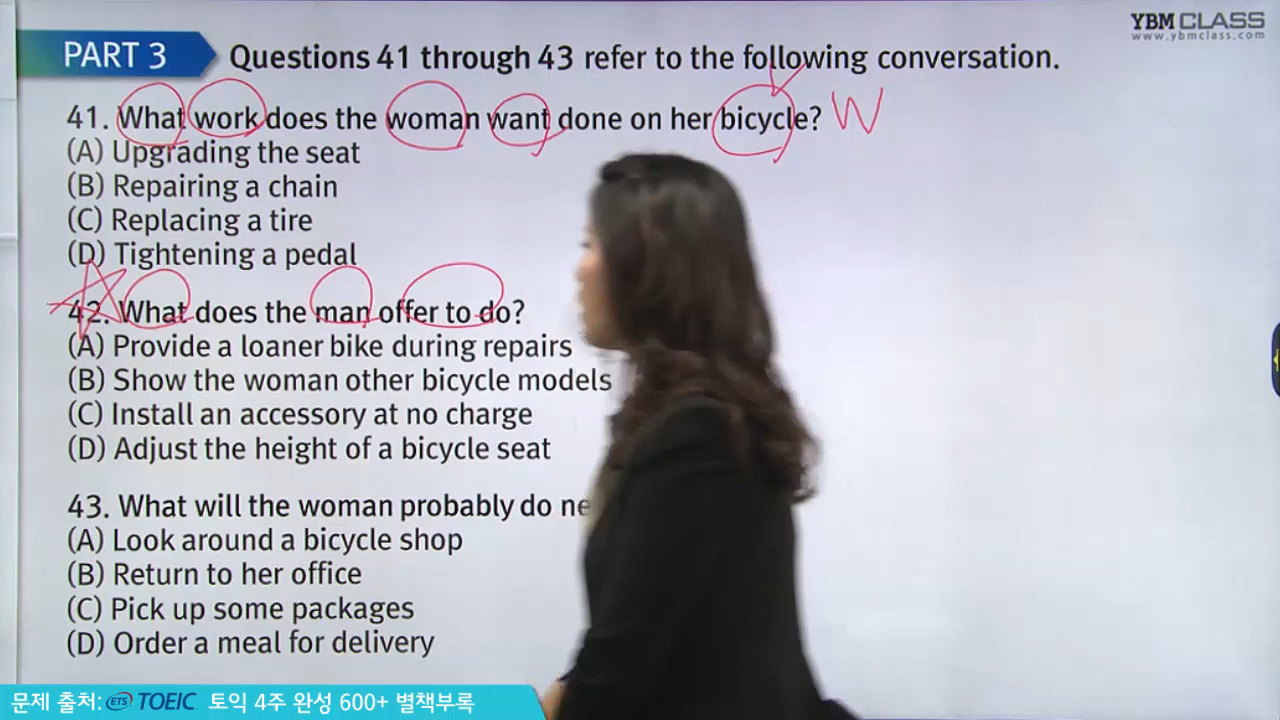 YBM CLASS
www.ybmclass.com
PART 3
Questions 41 through 43 refer to the following conversation.
41. What work does the woman want done on her bicycle? W
(A) Upgrading the seat
(B) Repairing a chain
(C) Replacing a tire
(D) Tightening a pedal
42. What does the man offer to do?
(A) Provide a loaner bike during repairs
(B) Show the woman other bicycle models
(C) Install an accessory at no charge
(D) Adjust the height of a bicycle seat
43. What will the woman probably do ne
(A) Look around a bicycle shop
(B) Return to her office
(C) Pick up some packages
(D) Order a meal for delivery
문제 출처: ETS TOEIC 토익 4주 완성 600+ 별책부록